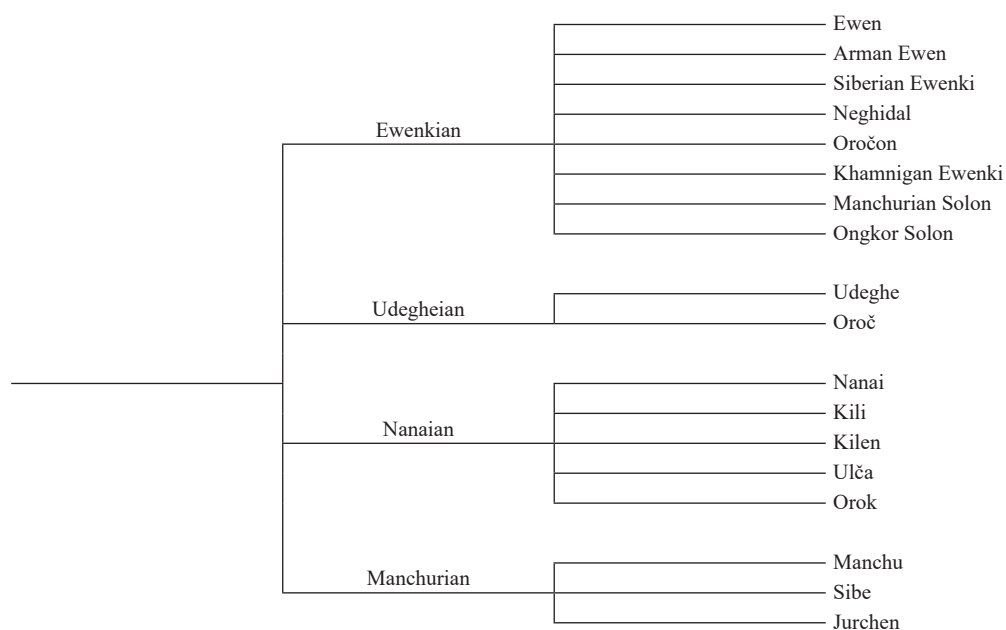 Ewen
Arman Ewen
Siberian Ewenki
Neghidal
Ewenkian
Oročon
Khamnigan Ewenki
Manchurian Solon
Ongkor Solon
Udegheian
Udeghe
Oroč
Nanaian
Nanai
Kili
Kilen
Ulča
Orok
Manchurian
Manchu
Sibe
Jurchen